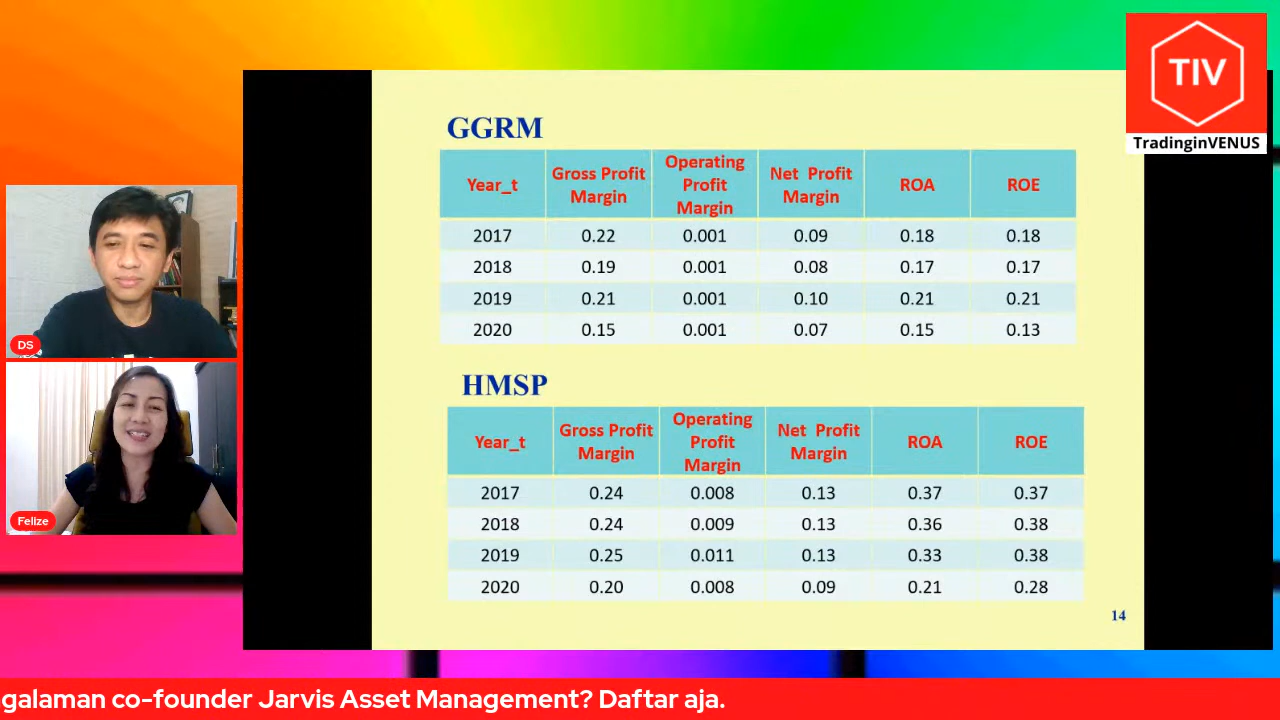 TIV
TradinginVENUS
GGRM
Year_t Gross Profit Margin Operating Profit Margin Net Profit Margin ROA ROE
2017 0.22 0.001 0.09 0.18 0.18
2018 0.19 0.001 0.08 0.17 0.17
2019 0.21 0.001 0.10 0.21 0.21
2020 0.15 0.001 0.07 0.15 0.13
HMSP
Year_t Gross Profit Margin Operating Profit Margin Net Profit Margin ROA ROE
2017 0.24 0.008 0.13 0.37 0.37
2018 0.24 0.009 0.13 0.36 0.38
2019 0.25 0.011 0.13 0.33 0.38
2020 0.20 0.008 0.09 0.21 0.28
14
DS
Felize
galaman co-founder Jarvis Asset Management? Daftar aja.